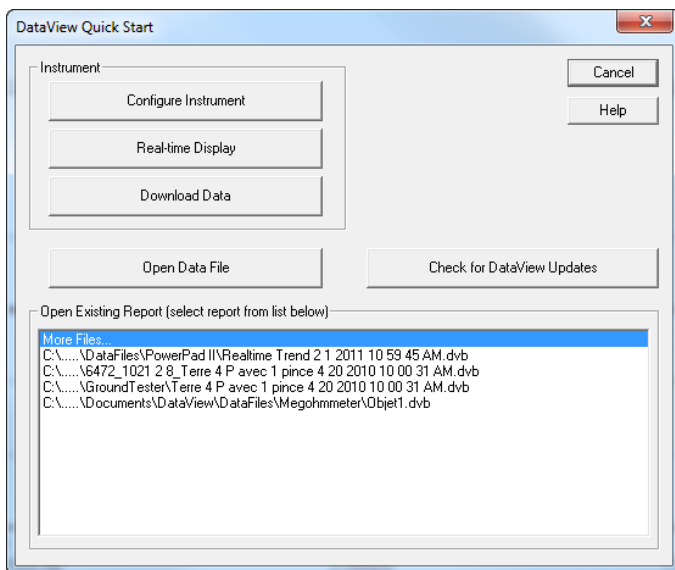 DataView Quick Start
Instrument
Configure Instrument
Real-time Display
Download Data
Cancel
Help
Open Data File
Check for DataView Updates
Open Existing Report (select report from list below)
More Files...
C:\.....\DataFiles\PowerPad II\Realtime Trend 2 1 2011 10 59 45 AM.dvb
C:\.....\6472_1021 2 8_Terre 4 P avec 1 pince 4 20 2010 10 00 31 AM.dvb
C:\.....\GroundTester\Terre 4 P avec 1 pince 4 20 2010 10 00 31 AM.dvb
C:\.....\Documents\DataView\DataFiles\Megohmmeter\Objet1.dvb